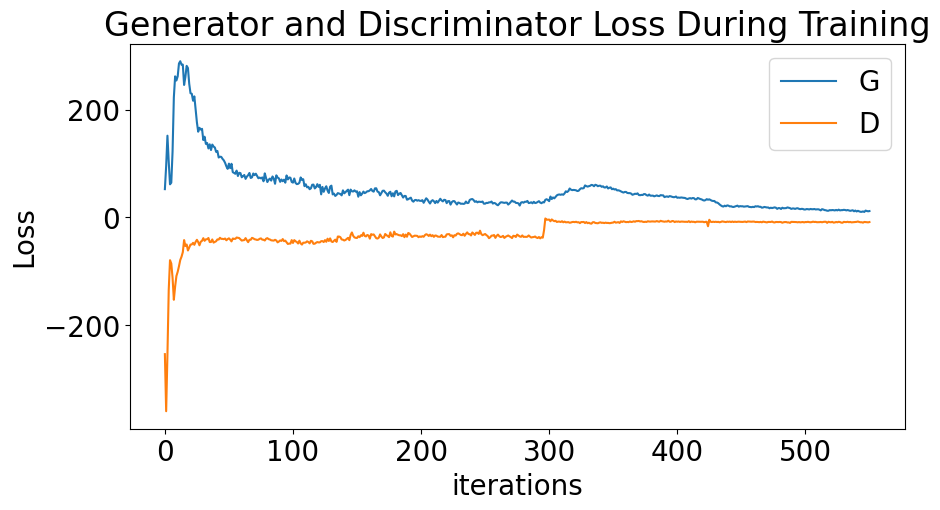 Generator and Discriminator Loss During Training
G
D
200
0
−200
Loss
0 100 200 300 400 500
iterations